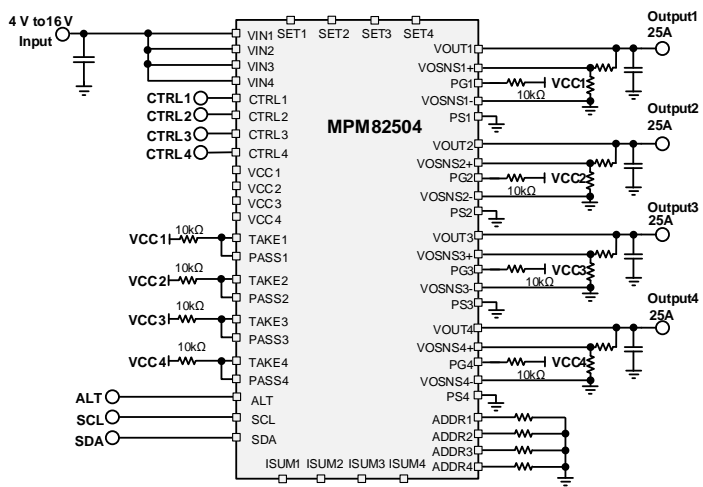 4 V to16 V
Input
SET1 SET2 SET3 SET4
VIN1
VIN2
VIN3
VIN4
CTRL1 CTRL1
CTRL2 CTRL2
CTRL3 CTRL3
CTRL4 CTRL4
VCC1
VCC2
VCC3
VCC4
VCC1 10kΩ TAKE1
PASS1
VCC2 10kΩ TAKE2
PASS2
VCC3 10kΩ TAKE3
PASS3
VCC4 10kΩ TAKE4
PASS4
ALT ALT
SCL SCL
SDA SDA
MPM82504
ISUM1 ISUM2 ISUM3 ISUM4
Output1
25A
VOUT1
VOSNS1+
PG1 VCC1
10kΩ
VOSNS1-
PS1
Output2
25A
VOUT2
VOSNS2+
PG2 VCC2
10kΩ
VOSNS2-
PS2
Output3
25A
VOUT3
VOSNS3+
PG3 VCC3
10kΩ
VOSNS3-
PS3
Output4
25A
VOUT4
VOSNS4+
PG4 VCC4
10kΩ
VOSNS4-
PS4
ADDR1
ADDR2
ADDR3
ADDR4